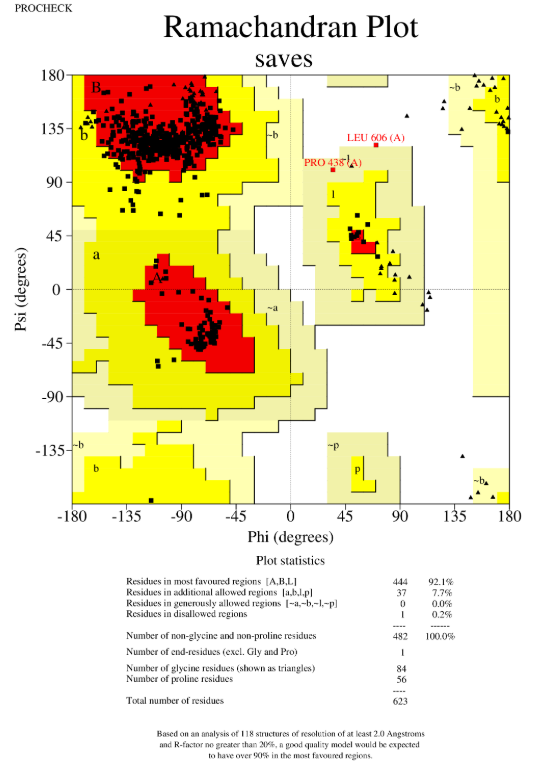 PROCHECK
Ramachandran Plot
saves
B
b
~b
~b
b
LEU 606 (A)
PRO 438 (A)
~l
l
a
A
~a
~b
b
~p
p
~b
180
135
90
45
0
-45
-90
-135
-180 -135 -90 -45 0 45 90 135 180
Psi (degrees)
Phi (degrees)
Plot statistics
Residues in most favoured regions [A,B,L] 444 92.1%
Residues in additional allowed regions [a,b,l,p] 37 7.7%
Residues in generously allowed regions [~a,~b,~l,~p] 0 0.0%
Residues in disallowed regions 1 0.2%
---- ------
Number of non-glycine and non-proline residues 482 100.0%
Number of end-residues (excl. Gly and Pro) 1
Number of glycine residues (shown as triangles) 84
Number of proline residues 56
----
Total number of residues 623
Based on an analysis of 118 structures of resolution of at least 2.0 Angstroms
and R-factor no greater than 20%, a good quality model would be expected
to have over 90% in the most favoured regions.